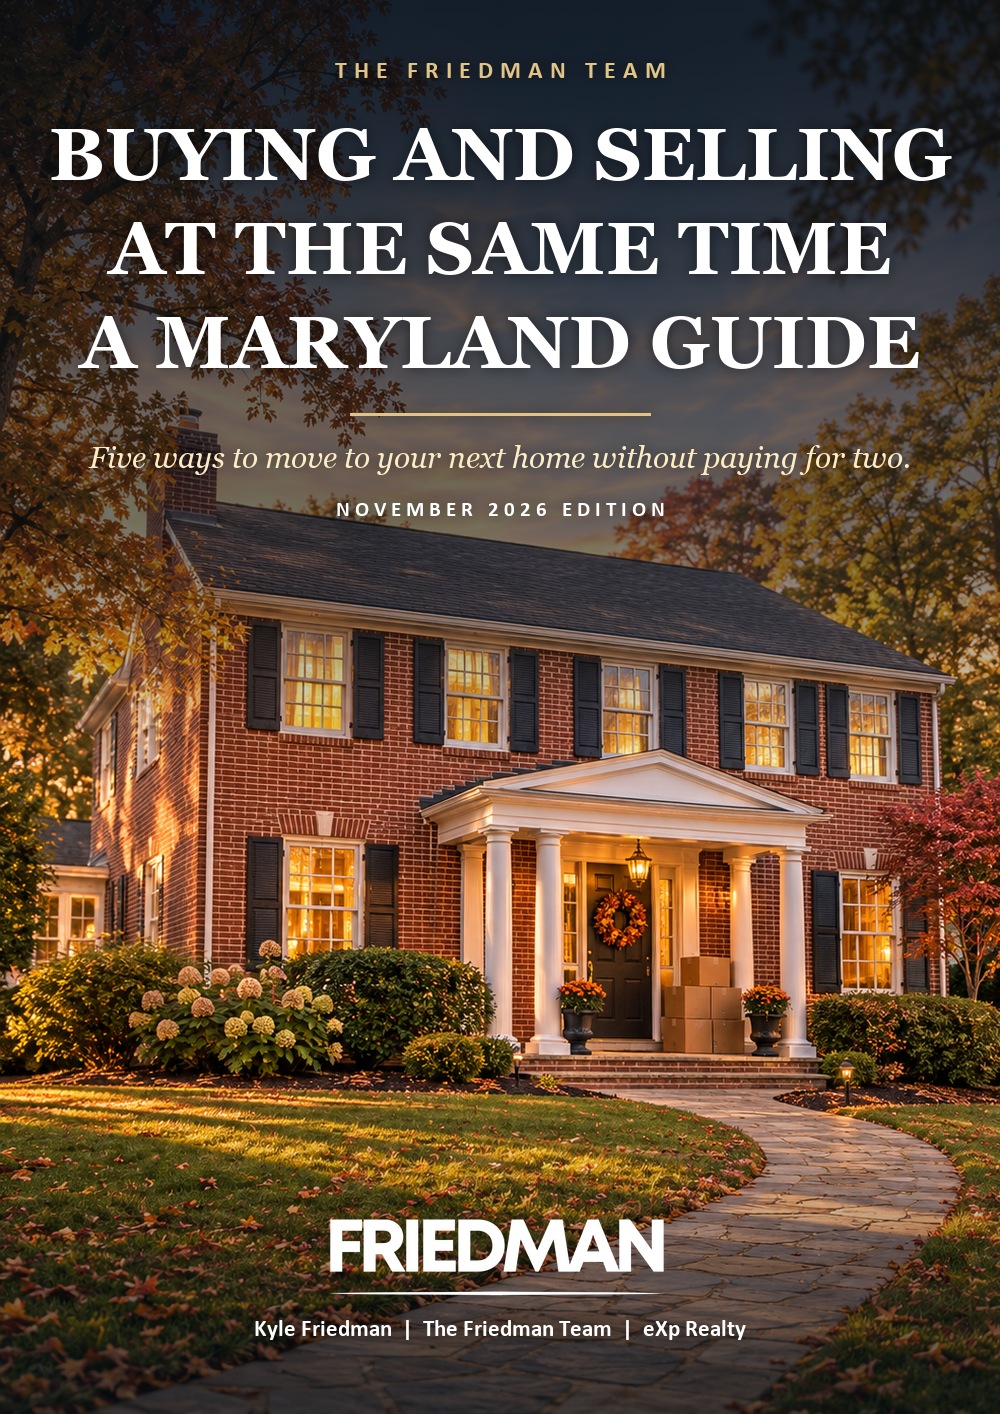 THE FRIEDMAN TEAM
BUYING AND SELLING
AT THE SAME TIME
A MARYLAND GUIDE
Five ways to move to your next home without paying for two.
NOVEMBER 2026 EDITION
FRIEDMAN
Kyle Friedman | The Friedman Team | eXp Realty